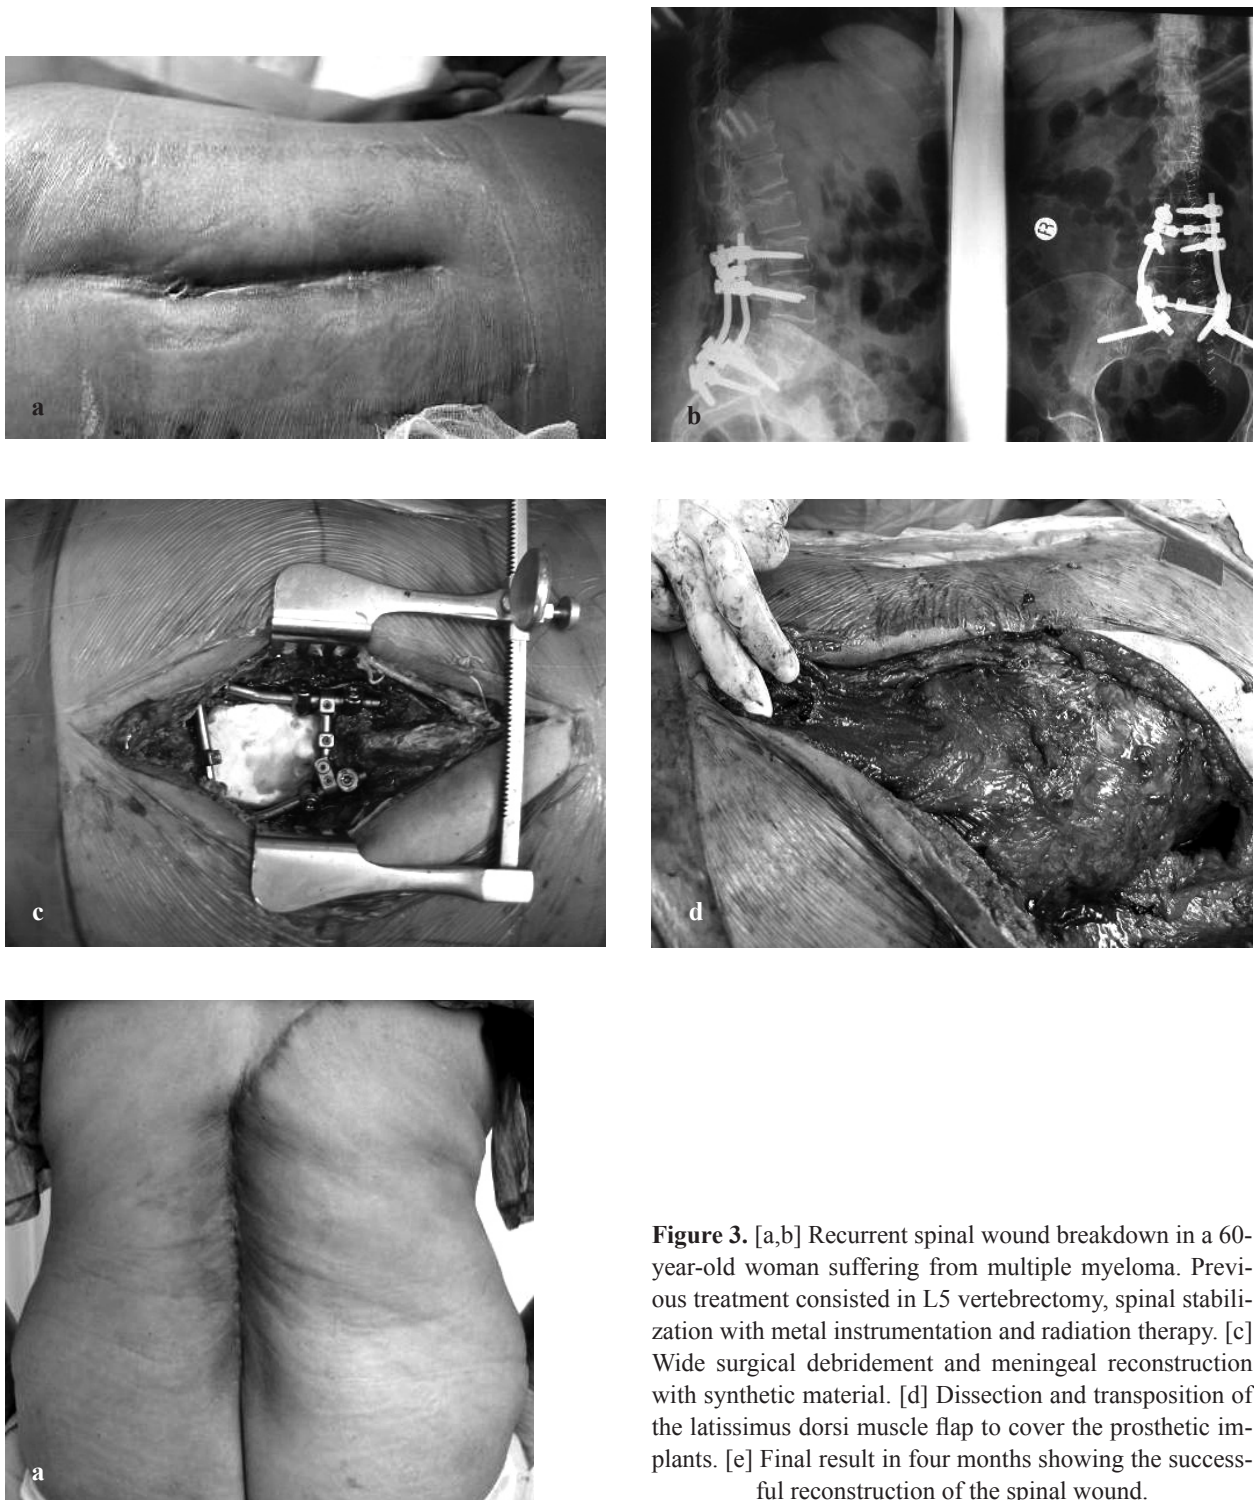 a
b
R
c
d
a
Figure 3. [a,b] Recurrent spinal wound breakdown in a 60-
year-old woman suffering from multiple myeloma. Previ-
ous treatment consisted in L5 vertebrectomy, spinal stabili-
zation with metal instrumentation and radiation therapy. [c]
Wide surgical debridement and meningeal reconstruction
with synthetic material. [d] Dissection and transposition of
the latissimus dorsi muscle flap to cover the prosthetic im-
plants. [e] Final result in four months showing the success-
ful reconstruction of the spinal wound.